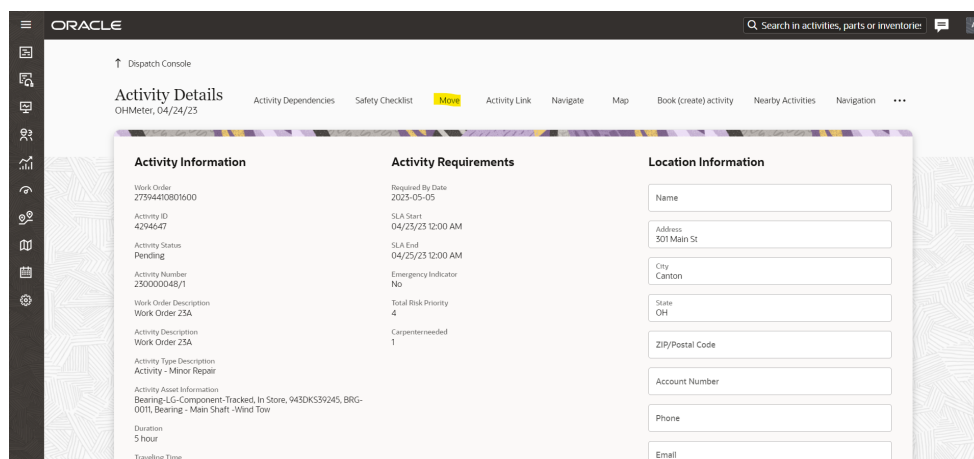 ORACLE
Search in activities, parts or inventories
Dispatch Console
Activity Details
OHMeter, 04/24/23
Activity Dependencies
Safety Checklist
Move
Activity Link
Navigate
Map
Book (create) activity
Nearby Activities
Navigation
Activity Information
Work Order
27394410801600
Activity ID
4294647
Activity Status
Pending
Activity Number
230000048/1
Work Order Description
Work Order 23A
Activity Description
Work Order 23A
Activity Type Description
Activity - Minor Repair
Activity Asset Information
Bearing-LG-Component-Tracked, In Store, 943DKS39245, BRG-
0011, Bearing - Main Shaft -Wind Tow
Duration
5 hour
Traveling Time
Activity Requirements
Required By Date
2023-05-05
SLA Start
04/23/23 12:00 AM
SLA End
04/25/23 12:00 AM
Emergency Indicator
No
Total Risk Priority
4
Carpenterneeded
1
Location Information
Name
Address
301 Main St
City
Canton
State
OH
ZIP/Postal Code
Account Number
Phone
Email